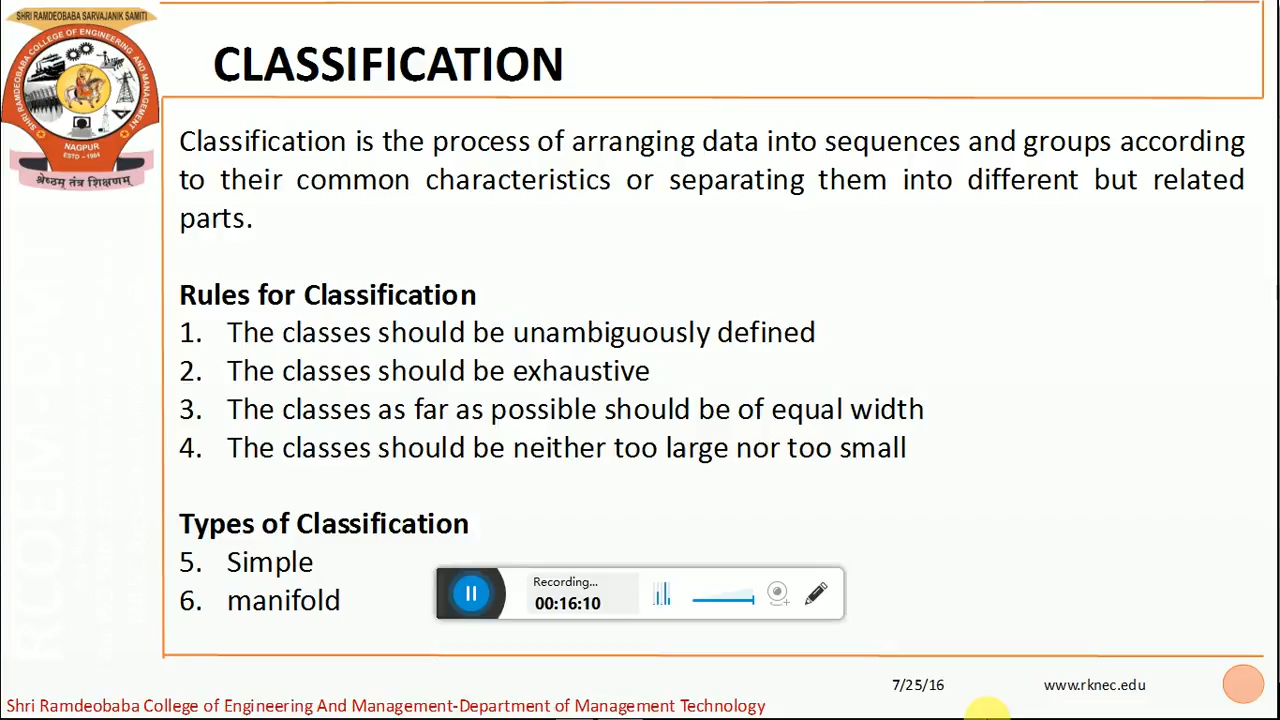 SHRI RAMDEOBABA SARVAJANIK SAMITI
SHRI RAMDEOBABA COLLEGE OF ENGINEERING AND MANAGEMENT
NAGPUR
ESTD - 1984
श्रेष्ठम् तंत्र शिक्षणम्
CLASSIFICATION
Classification is the process of arranging data into sequences and groups according
to their common characteristics or separating them into different but related
parts.
Rules for Classification
1. The classes should be unambiguously defined
2. The classes should be exhaustive
3. The classes as far as possible should be of equal width
4. The classes should be neither too large nor too small
Types of Classification
5. Simple
6. manifold
Recording...
00:16:10
7/25/16
www.rknec.edu
Shri Ramdeobaba College of Engineering And Management-Department of Management Technology